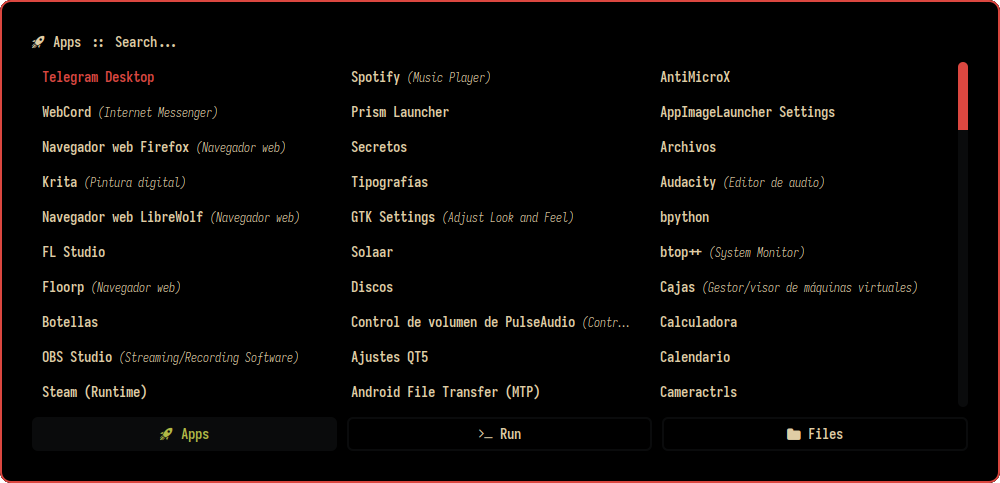 Apps :: Search...
Telegram Desktop
WebCord (Internet Messenger)
Navegador web Firefox (Navegador web)
Krita (Pintura digital)
Navegador web LibreWolf (Navegador web)
FL Studio
Floorp (Navegador web)
Botellas
OBS Studio (Streaming/Recording Software)
Steam (Runtime)
Spotify (Music Player)
Prism Launcher
Secretos
Tipografías
GTK Settings (Adjust Look and Feel)
Solaar
Discos
Control de volumen de PulseAudio (Contr...
Ajustes QT5
Android File Transfer (MTP)
AntiMicroX
AppImageLauncher Settings
Archivos
Audacity (Editor de audio)
bpython
btop++ (System Monitor)
Cajas (Gestor/visor de máquinas virtuales)
Calculadora
Calendario
Cameractrls
Apps
Run
Files